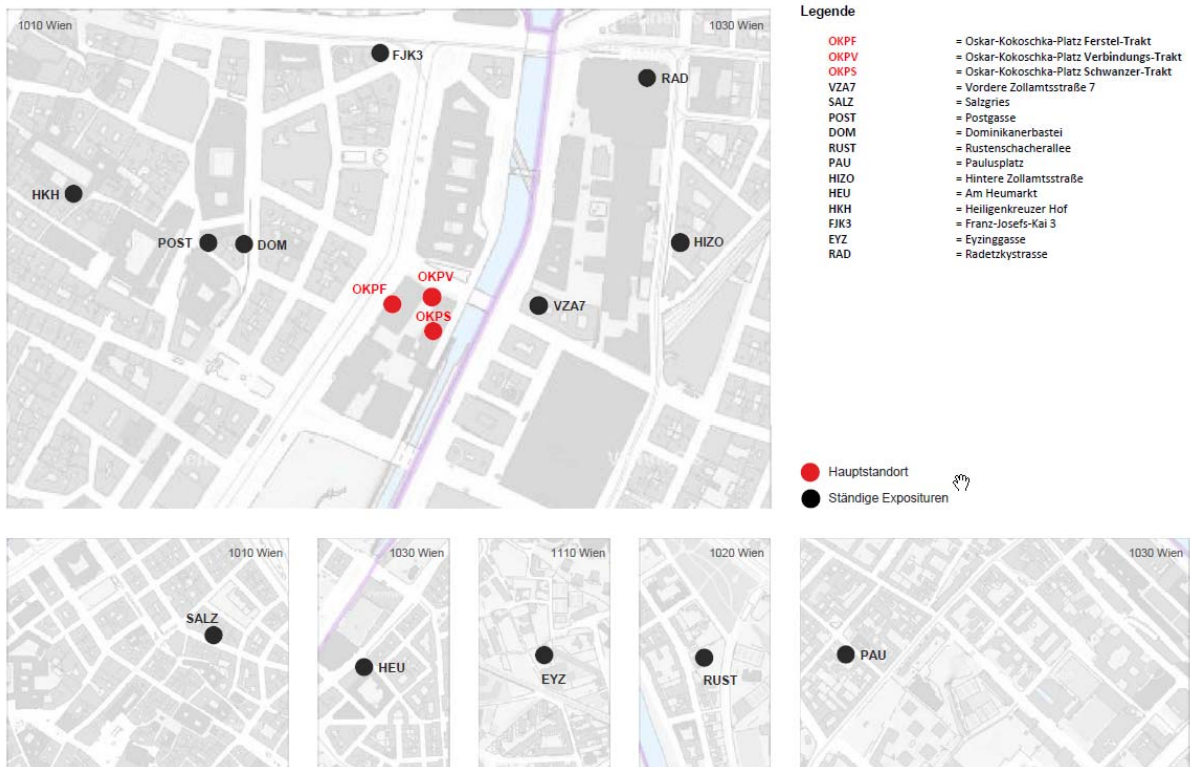 1010 Wien
1030 Wien
FJK3
RAD
HKH
POST
DOM
HIZO
OKPV
OKPF
OKPS
VZA7
Legende
OKPF = Oskar-Kokoschka-Platz Ferstel-Trakt
OKPV = Oskar-Kokoschka-Platz Verbindungs-Trakt
OKPS = Oskar-Kokoschka-Platz Schwanzer-Trakt
VZA7 = Vordere Zollamtsstraße 7
SALZ = Salzgries
POST = Postgasse
DOM = Dominikanerbastei
RUST = Rustenschacherallee
PAU = Paulusplatz
HIZO = Hintere Zollamtsstraße
HEU = Am Heumarkt
HKH = Heiligenkreuzer Hof
FJK3 = Franz-Josefs-Kai 3
EYZ = Eyzinggasse
RAD = Radetzkystrasse
Hauptstandort
Ständige Exposituren
1010 Wien
SALZ
1030 Wien
HEU
1110 Wien
EYZ
1020 Wien
RUST
1030 Wien
PAU